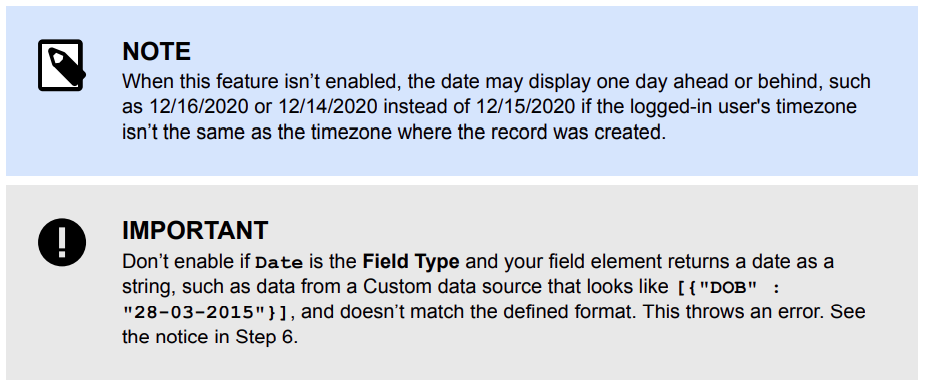 NOTE
When this feature isn’t enabled, the date may display one day ahead or behind, such
as 12/16/2020 or 12/14/2020 instead of 12/15/2020 if the logged-in user's timezone
isn’t the same as the timezone where the record was created.
IMPORTANT
Don’t enable if Date is the Field Type and your field element returns a date as a
string, such as data from a Custom data source that looks like [{"DOB" :
"28-03-2015"}], and doesn’t match the defined format. This throws an error. See
the notice in Step 6.